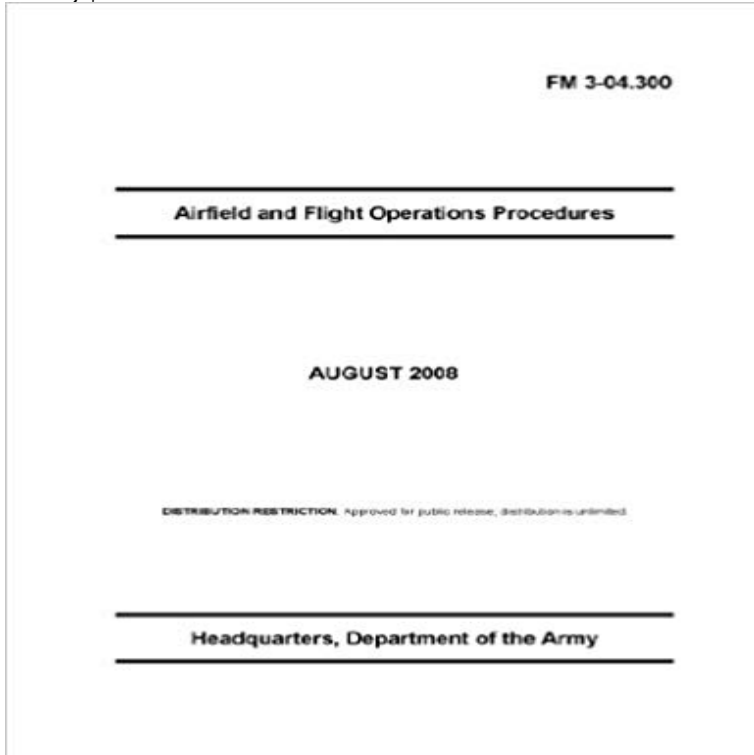 FM 3-04.300
Airfield and Flight Operations Procedures
AUGUST 2008
DISTRIBUTION RESTRICTION. Approved for public release; distribution is unlimited.
Headquarters, Department of the Army